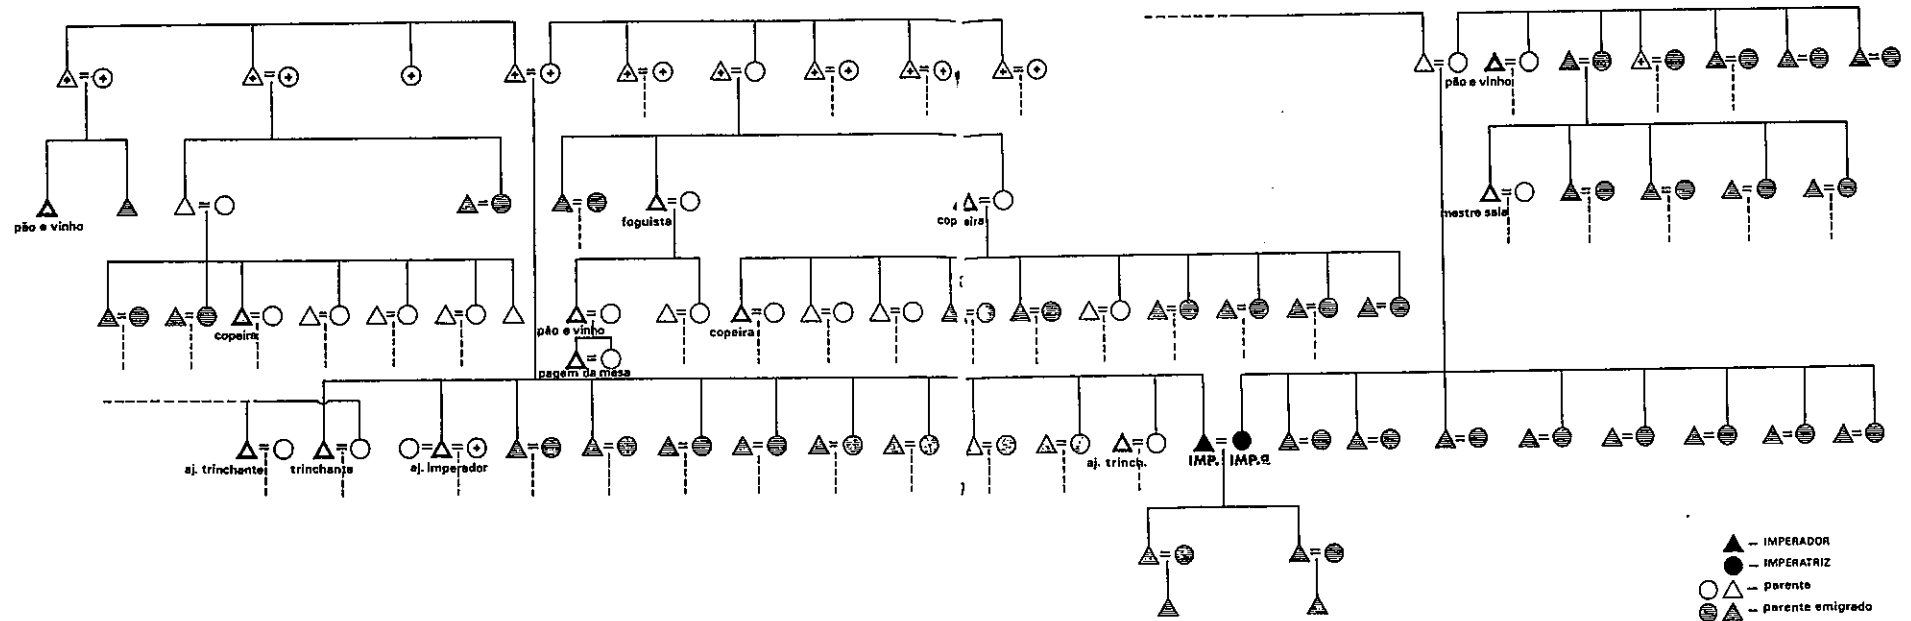 pão e vinho
pão e vinho
foguista
copeira
mestre sala
copeira
pão e vinho
copeira
pagem da mesa
aj. trinchante
trinchante
aj. Imperador
aj. trinch.
IMP.
IMP.a
- IMPERADOR
- IMPERATRIZ
- parente
- parente emigrado